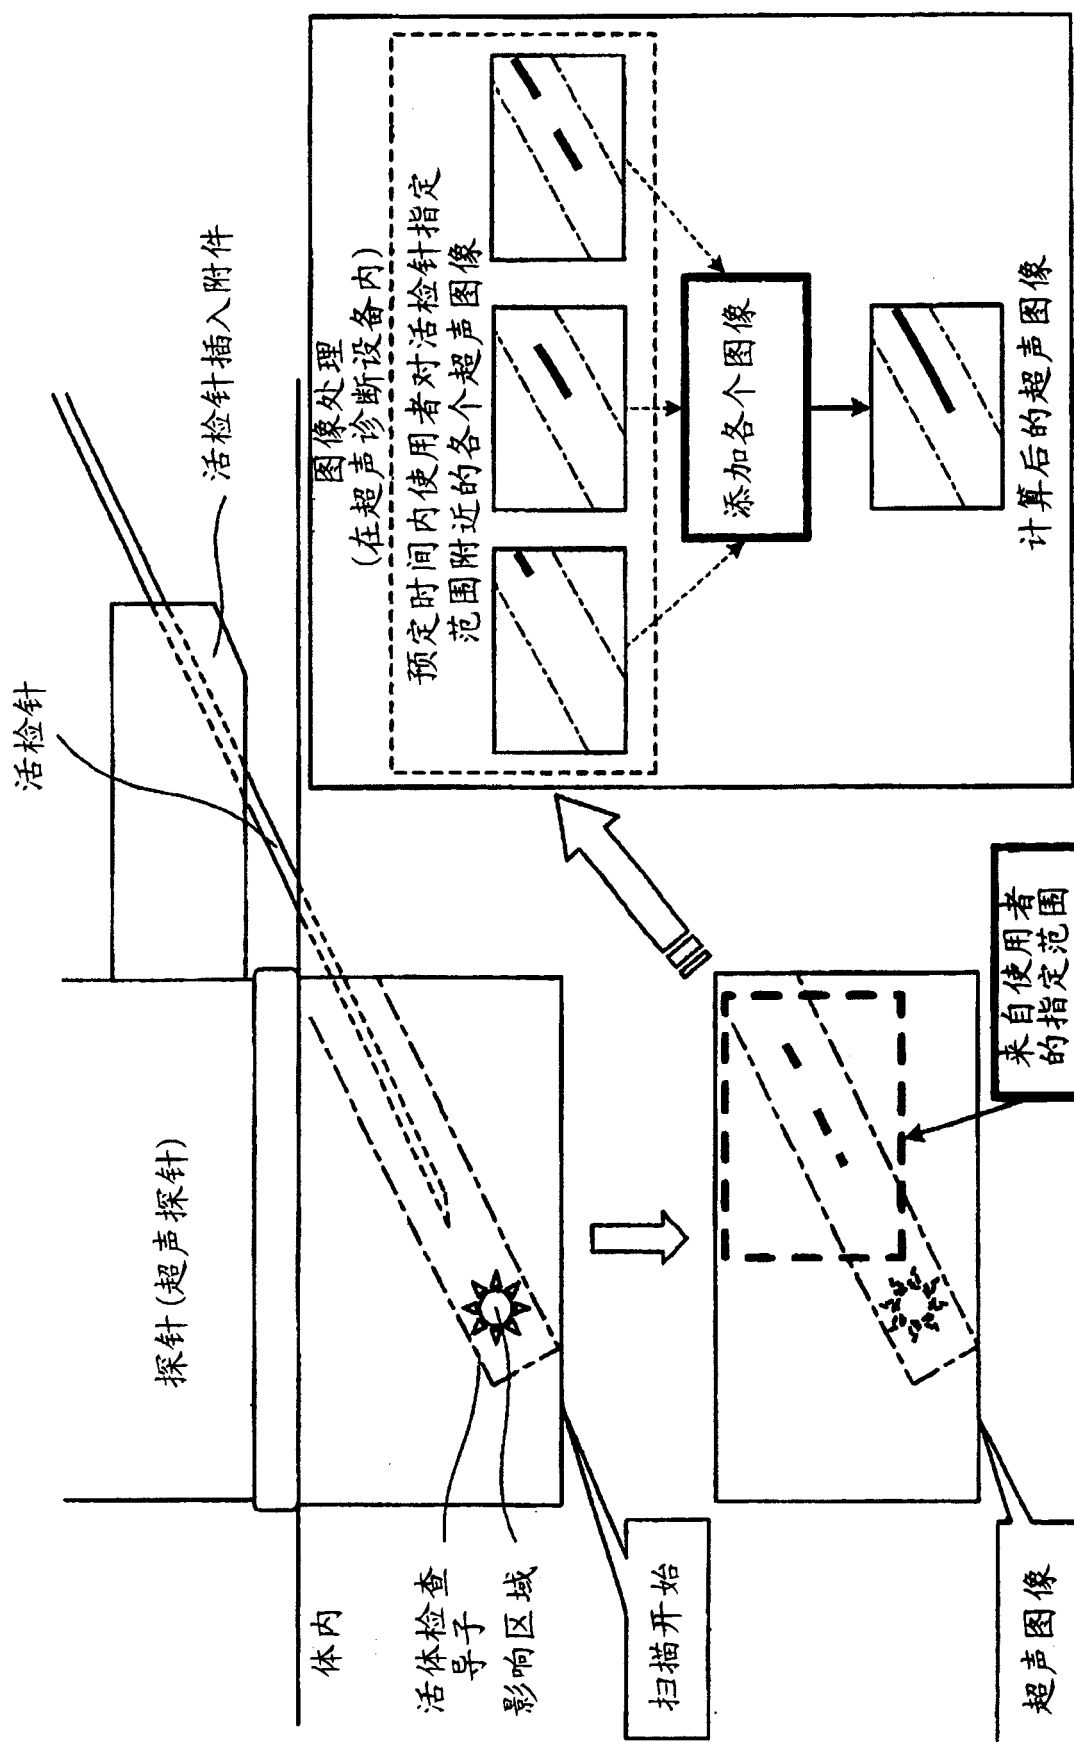 活检针
活检针插入附件
探针(超声探针)
体内
活体检查
导子
影响区域
扫描开始
超声图像
来自使用者
的指定范围
图像处理
(在超声诊断设备内)
预定时间内使用者对活检针指定
范围附近的各个超声图像
添加各个图像
计算后的超声图像